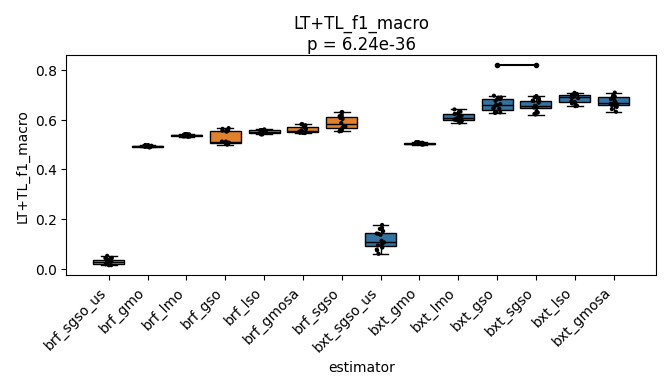 LT+TL_f1_macro
p = 6.24e-36
LT+TL_f1_macro
0.8
0.6
0.4
0.2
0.0
brf_sgso_us
brf_gmo
brf_lmo
brf_gso
brf_lso
brf_gmosa
brf_sgso
bxt_sgso_us
bxt_gmo
bxt_lmo
bxt_gso
bxt_sgso
bxt_lso
bxt_gmosa
estimator